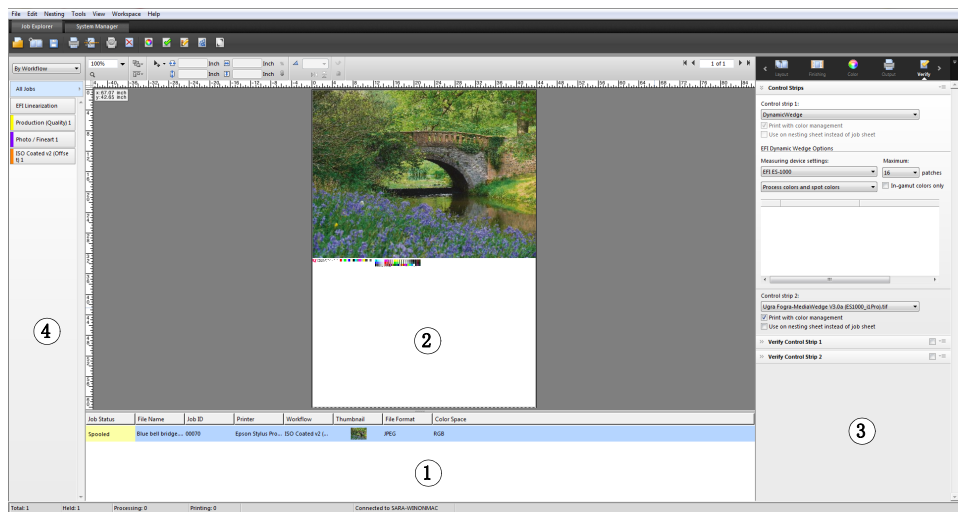 File Edit Nesting Tools View Workspace Help
Job Explorer System Manager
By Workflow
100%
Inch Inch
Inch Inch
1 of 1
Layout Finishing Color Output Verify
All Jobs
EFI Linearization
Production (Quality) 1
Photo / Fineart 1
ISO Coated v2 (Offse
t) 1
x: 67.07 inch
y: 42.65 inch
Control Strips
Control strip 1:
DynamicWedge
Print with color management
Use on nesting sheet instead of job sheet
EFI Dynamic Wedge Options
Measuring device settings: Maximum:
EFI ES-1000 16 patches
Process colors and spot colors In-gamut colors only
Control strip 2:
Ugra Fogra-MediaWedge V3.0a (ES1000_i1Pro).tif
Print with color management
Use on nesting sheet instead of job sheet
Verify Control Strip 1
Verify Control Strip 2
4
2
3
1
Job Status File Name Job ID Printer Workflow Thumbnail File Format Color Space
Spooled Blue bell bridge... 00070 Epson Stylus Pro... ISO Coated v2 (... JPEG RGB
Total: 1 Held: 1 Processing: 0 Printing: 0 Connected to SARA-WINONMAC